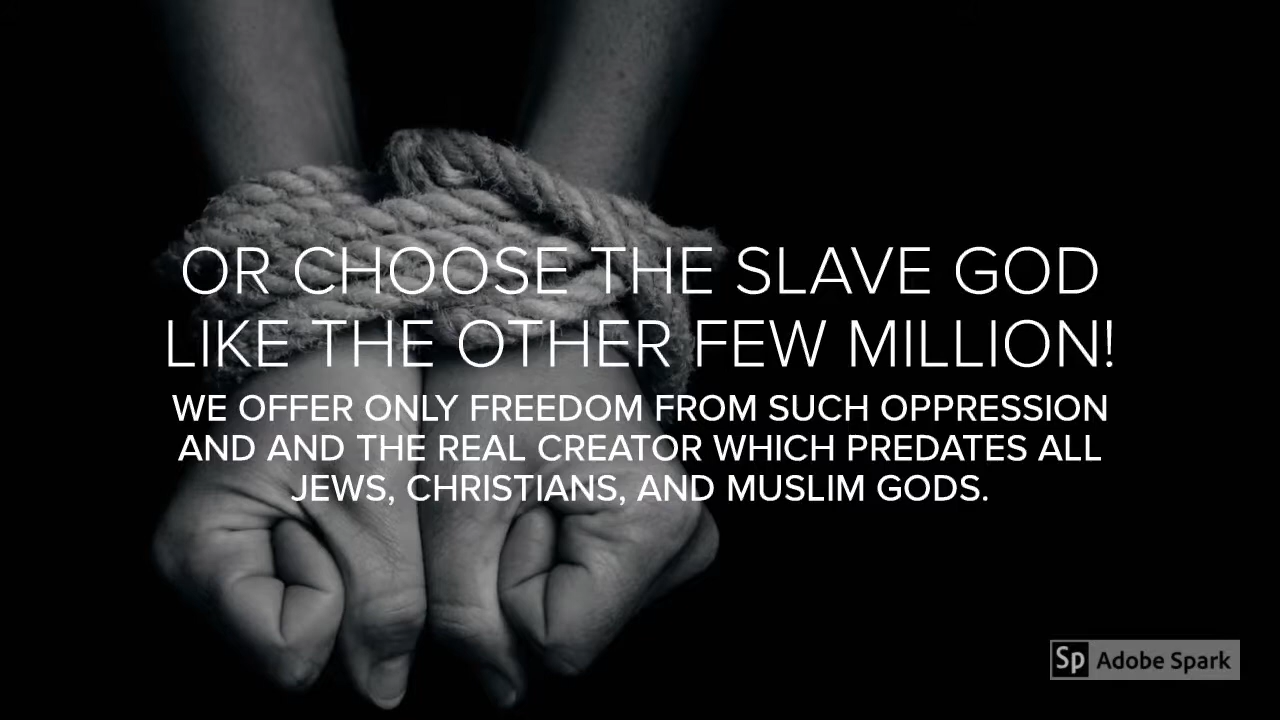 OR CHOOSE THE SLAVE GOD
LIKE THE OTHER FEW MILLION!
WE OFFER ONLY FREEDOM FROM SUCH OPPRESSION
AND AND THE REAL CREATOR WHICH PREDATES ALL
JEWS, CHRISTIANS, AND MUSLIM GODS.
Sp Adobe Spark